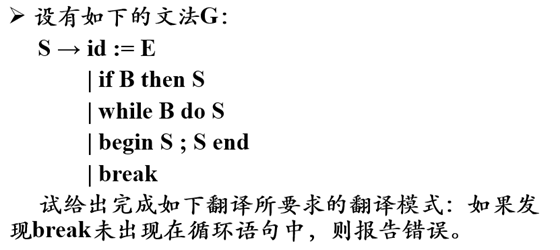 ➢ 设有如下的文法G：
S → id := E
| if B then S
| while B do S
| begin S ; S end
| break
试给出完成如下翻译所要求的翻译模式：如果发
现break未出现在循环语句中，则报告错误。